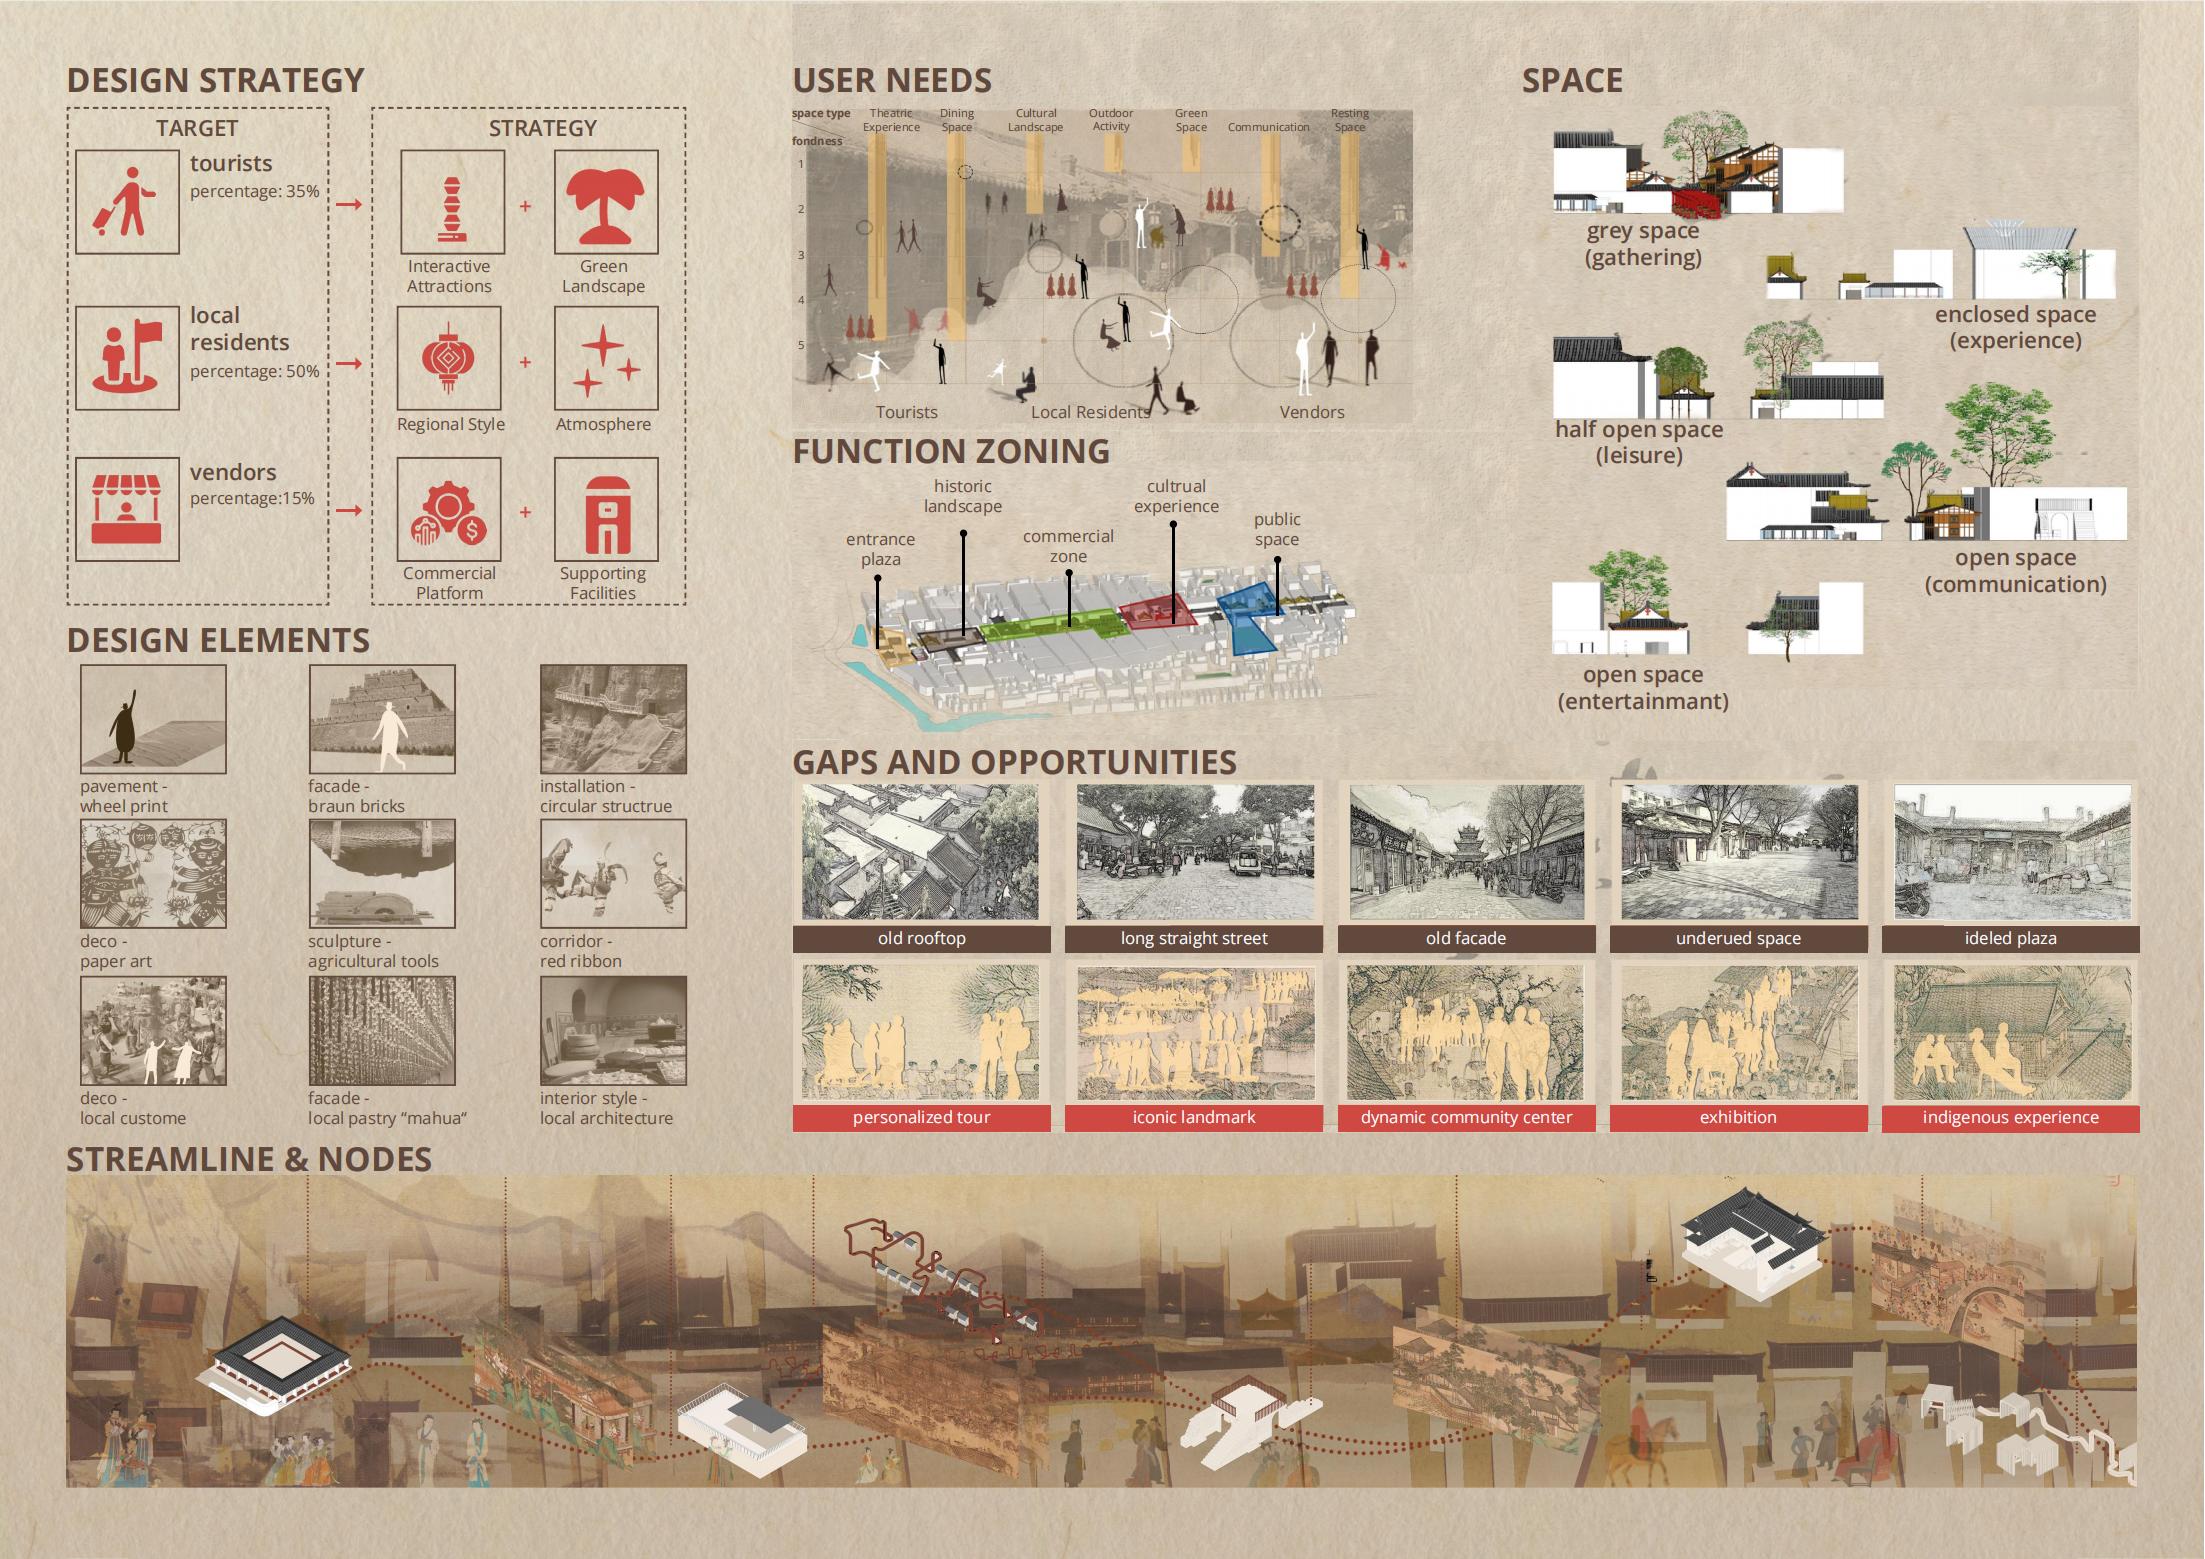 DESIGN STRATEGY
TARGET
tourists
percentage: 35%
local
residents
percentage: 50%
vendors
percentage:15%
STRATEGY
+
Interactive
Attractions
Green
Landscape
+
Regional Style
Atmosphere
+
$
Commercial
Platform
Supporting
Facilities
DESIGN ELEMENTS
pavement -
wheel print
facade -
braun bricks
installation -
circular structrue
deco -
paper art
sculpture -
agricultural tools
corridor -
red ribbon
deco -
local custome
facade -
local pastry “mahua“
interior style -
local architecture
USER NEEDS
space type
fondness
Theatric
Experience
Dining
Space
Cultural
Landscape
Outdoor
Activity
Green
Space
Communication
Resting
Space
1
2
3
4
5
Tourists
Local Residents
Vendors
FUNCTION ZONING
entrance
plaza
historic
landscape
commercial
zone
cultrual
experience
public
space
SPACE
grey space
(gathering)
enclosed space
(experience)
half open space
(leisure)
open space
(communication)
open space
(entertainmant)
GAPS AND OPPORTUNITIES
old rooftop
long straight street
old facade
underued space
ideled plaza
personalized tour
iconic landmark
dynamic community center
exhibition
indigenous experience
STREAMLINE & NODES